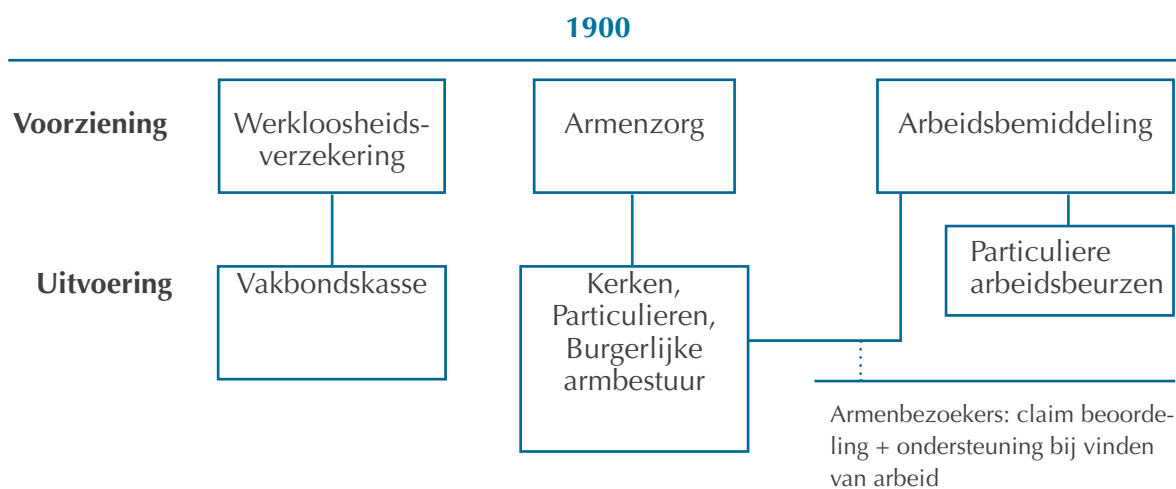 1900
Voorziening
Werkloosheids-
verzekering
Armenzorg
Arbeidsbemiddeling
Uitvoering
Vakbondskasse
Kerken,
Particulieren,
Burgerlijke
armbestuur
Particuliere
arbeidsbeurzen
Armenbezoekers: claim beoorde-
ling + ondersteuning bij vinden
van arbeid